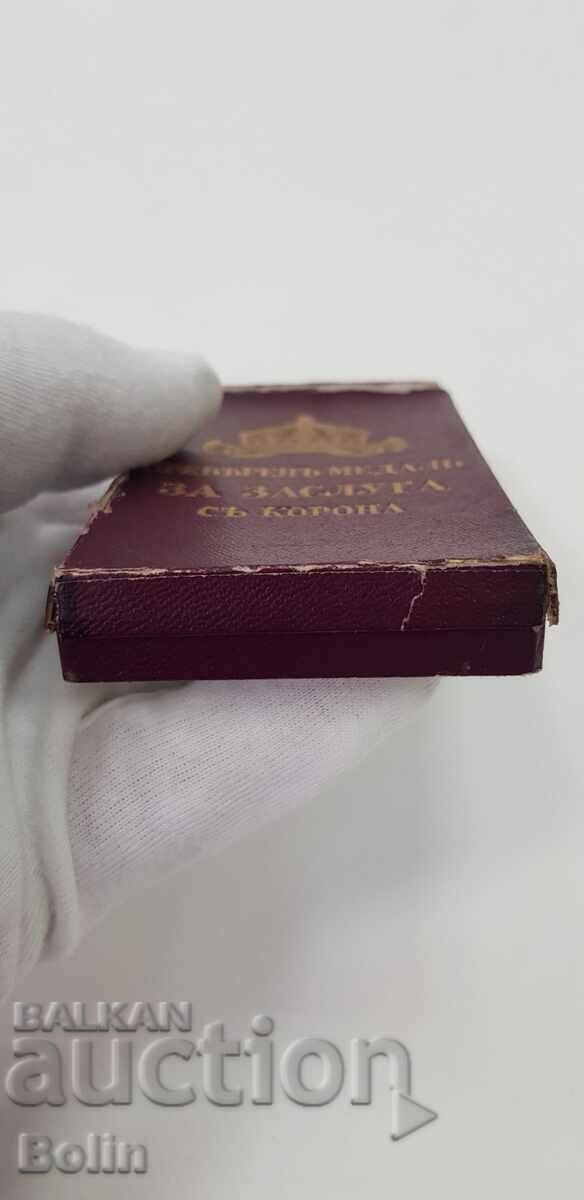 МЕДАЛЪ
ЗА ЗАСЛУГА
СЪ КОРОНА
BALKAN
auction
Bolin